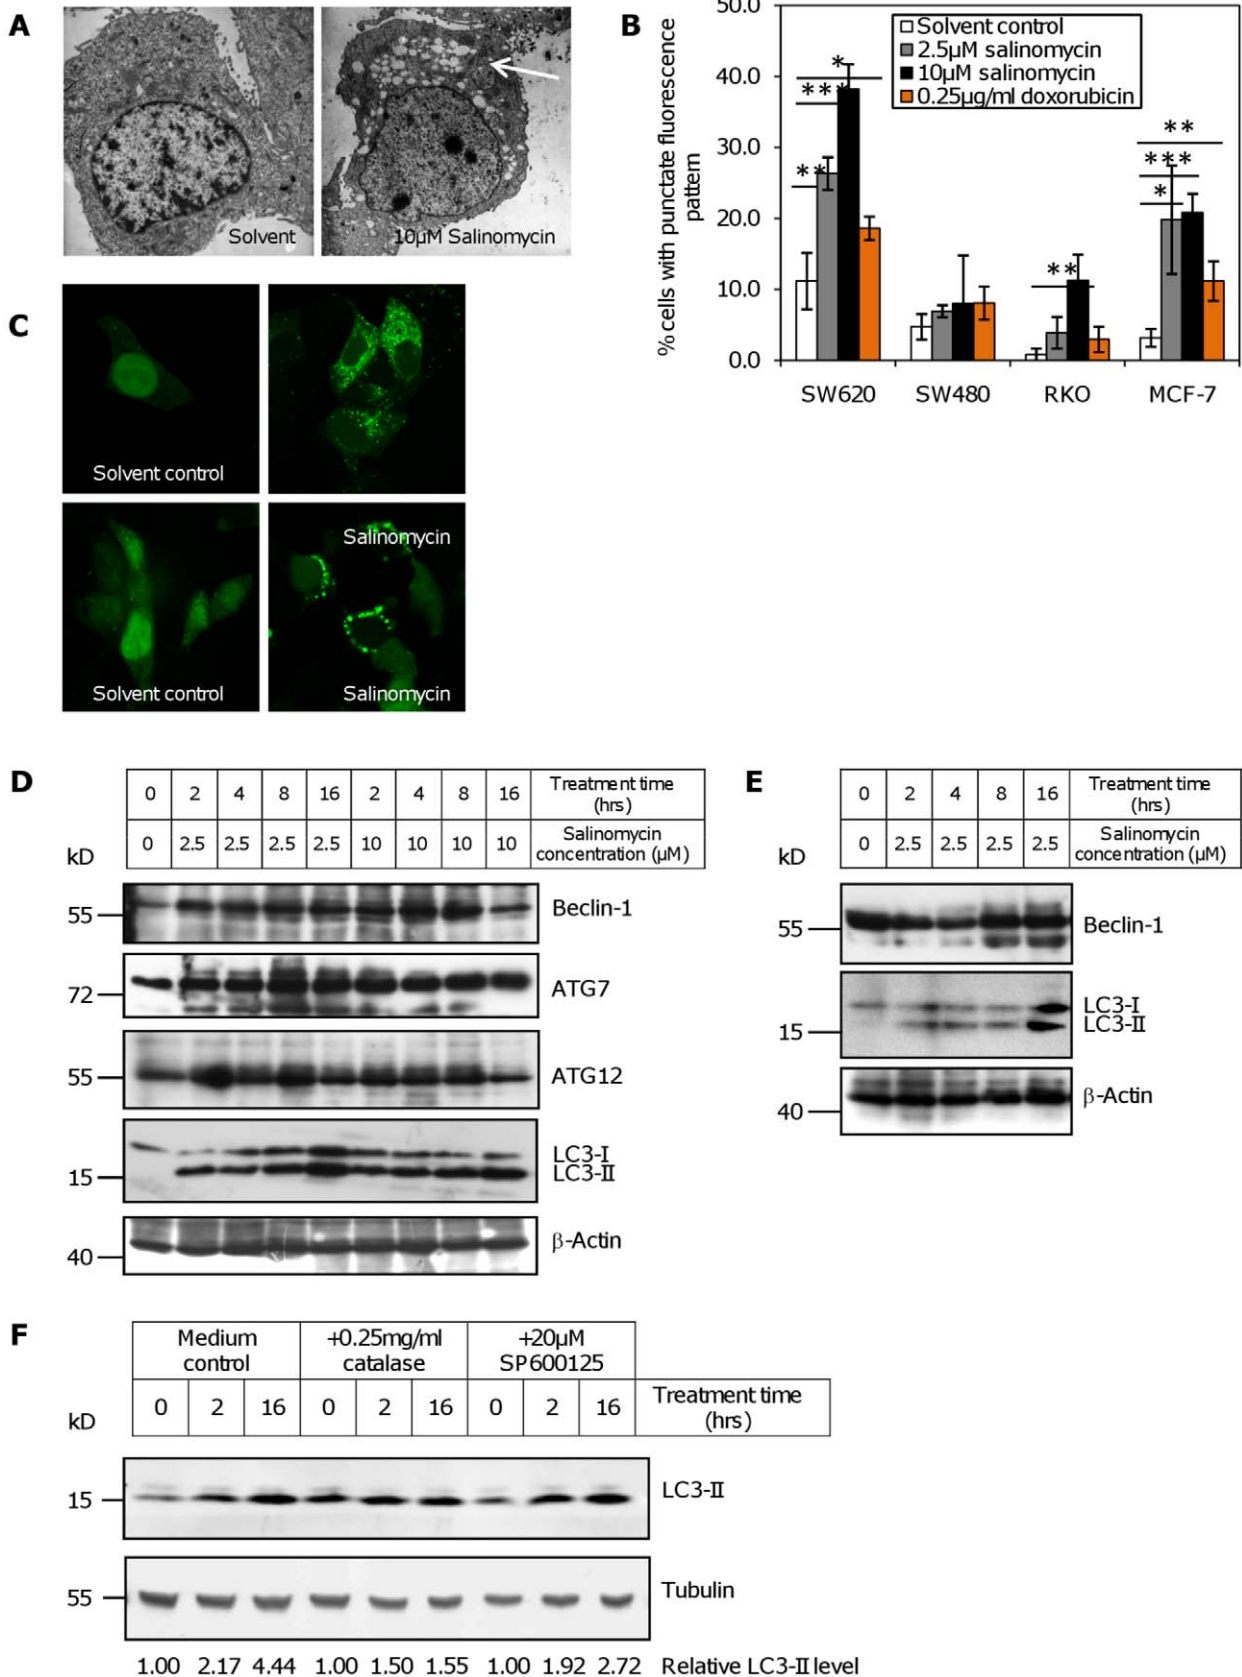 A
Solvent
10µM Salinomycin
B
% cells with punctate fluorescence
pattern
50.0
40.0
30.0
20.0
10.0
0.0
Solvent control
2.5µM salinomycin
10µM salinomycin
0.25µg/ml doxorubicin
*
***
**
**
**
***
*
SW620 SW480 RKO MCF-7
C
Solvent control
Salinomycin
Solvent control
Salinomycin
D
0 2 4 8 16 2 4 8 16 Treatment time
(hrs)
0 2.5 2.5 2.5 2.5 10 10 10 10 Salinomycin
concentration (µM)
kD
55 Beclin-1
72 ATG7
55 ATG12
LC3-I
15 LC3-II
40 β-Actin
E
0 2 4 8 16 Treatment time
(hrs)
0 2.5 2.5 2.5 2.5 Salinomycin
concentration (µM)
kD
55 Beclin-1
LC3-I
15 LC3-II
40 β-Actin
F
Medium
control
+0.25mg/ml
catalase
+20µM
SP600125
0 2 16 0 2 16 0 2 16 Treatment time
(hrs)
kD
15 LC3-II
55 Tubulin
1.00 2.17 4.44 1.00 1.50 1.55 1.00 1.92 2.72 Relative LC3-II level